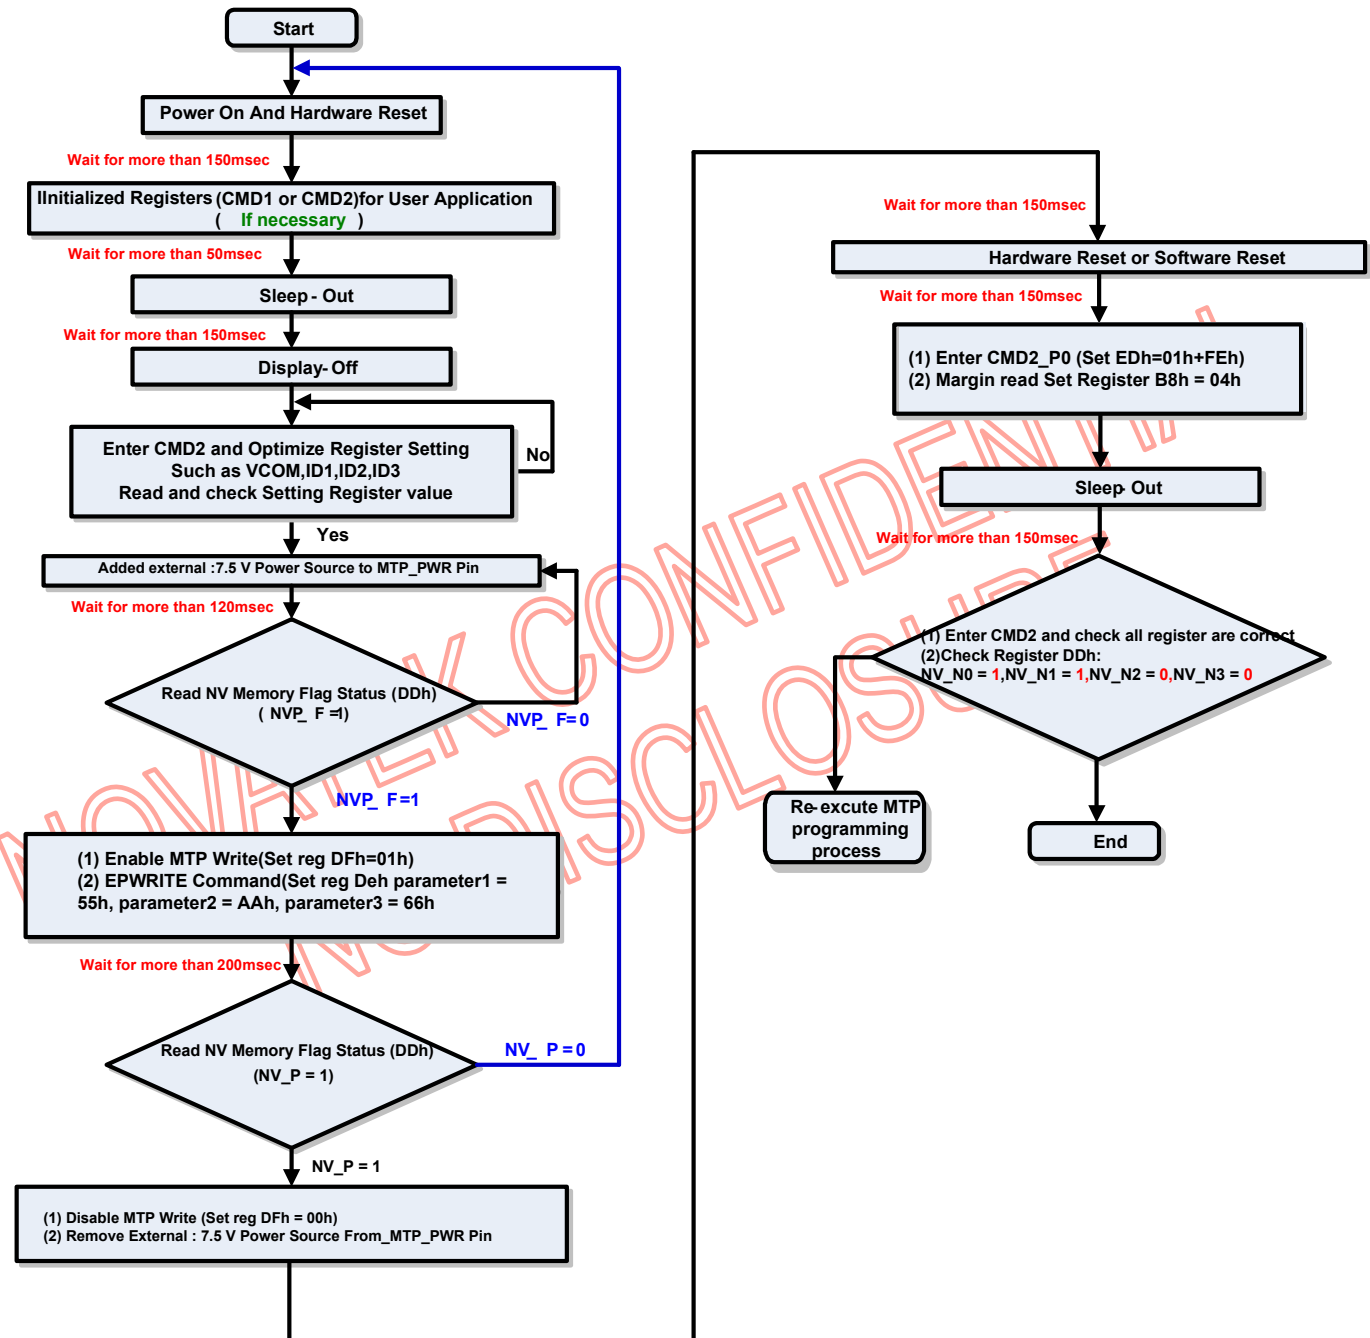 Start
Power On And Hardware Reset
Wait for more than 150msec
IInitialized Registers (CMD1 or CMD2)for User Application
( If necessary )
Wait for more than 50msec
Sleep - Out
Wait for more than 150msec
Display- Off
Enter CMD2 and Optimize Register Setting
Such as VCOM,ID1,ID2,ID3
Read and check Setting Register value
No
Yes
Added external :7.5 V Power Source to MTP_PWR Pin
Wait for more than 120msec
Read NV Memory Flag Status (DDh)
( NVP_ F =1)
NVP_ F= 0
NVP_ F =1
(1) Enable MTP Write(Set reg DFh=01h)
(2) EPWRITE Command(Set reg Deh parameter1 =
55h, parameter2 = AAh, parameter3 = 66h
Wait for more than 200msec
Read NV Memory Flag Status (DDh)
(NV_P = 1)
NV_ P = 0
NV_P = 1
(1) Disable MTP Write (Set reg DFh = 00h)
(2) Remove External : 7.5 V Power Source From_MTP_PWR Pin
Wait for more than 150msec
Hardware Reset or Software Reset
Wait for more than 150msec
(1) Enter CMD2_P0 (Set EDh=01h+FEh)
(2) Margin read Set Register B8h = 04h
Sleep- Out
Wait for more than 150msec
(1) Enter CMD2 and check all register are correct
(2)Check Register DDh:
NV_N0 = 1,NV_N1 = 1,NV_N2 = 0,NV_N3 = 0
Re-excute MTP
programming
process
End
NOVATEK CONFIDENTIAL
NO DISCLOSURE